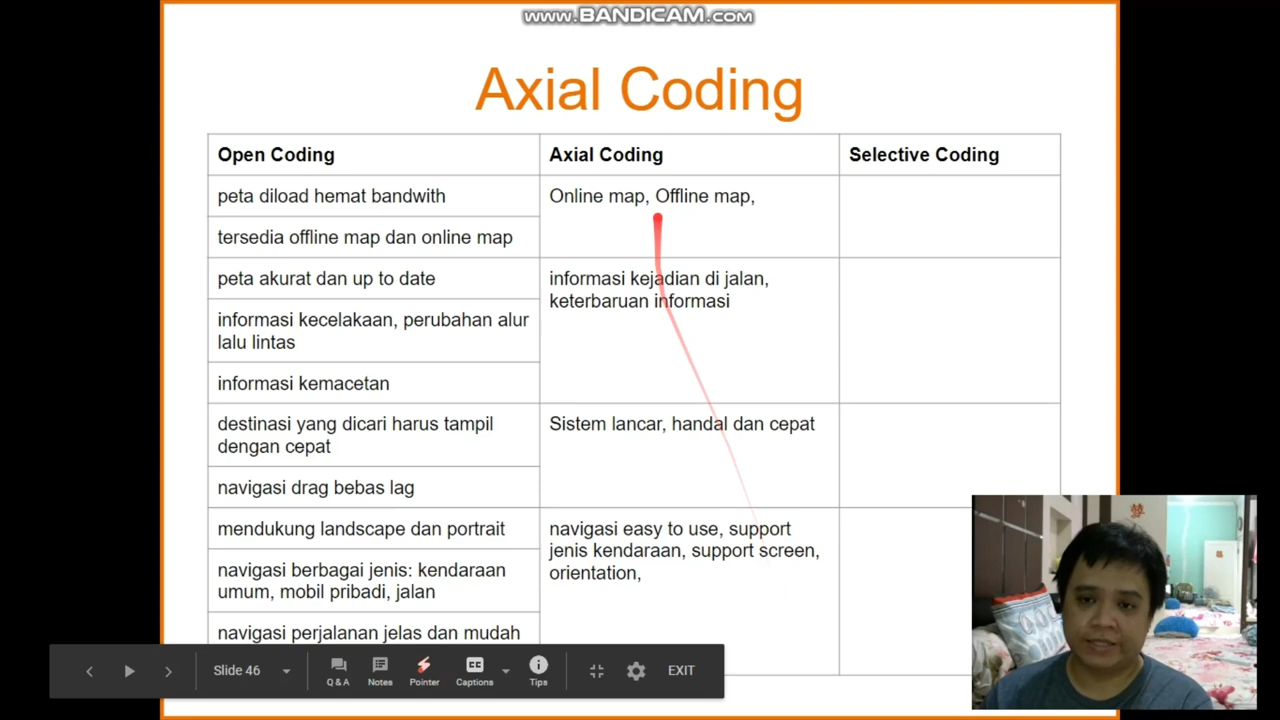 www.BANDICAM.com
Axial Coding
Open Coding
Axial Coding
Selective Coding
peta diload hemat bandwith
Online map, Offline map,
tersedia offline map dan online map
peta akurat dan up to date
informasi kejadian di jalan,
keterbaruan informasi
informasi kecelakaan, perubahan alur
lalu lintas
informasi kemacetan
destinasi yang dicari harus tampil
dengan cepat
Sistem lancar, handal dan cepat
navigasi drag bebas lag
mendukung landscape dan portrait
navigasi easy to use, support
jenis kendaraan, support screen,
orientation,
navigasi berbagai jenis: kendaraan
umum, mobil pribadi, jalan
navigasi perjalanan jelas dan mudah
Slide 46
Q & A
Notes
Pointer
CC
Captions
Tips
EXIT